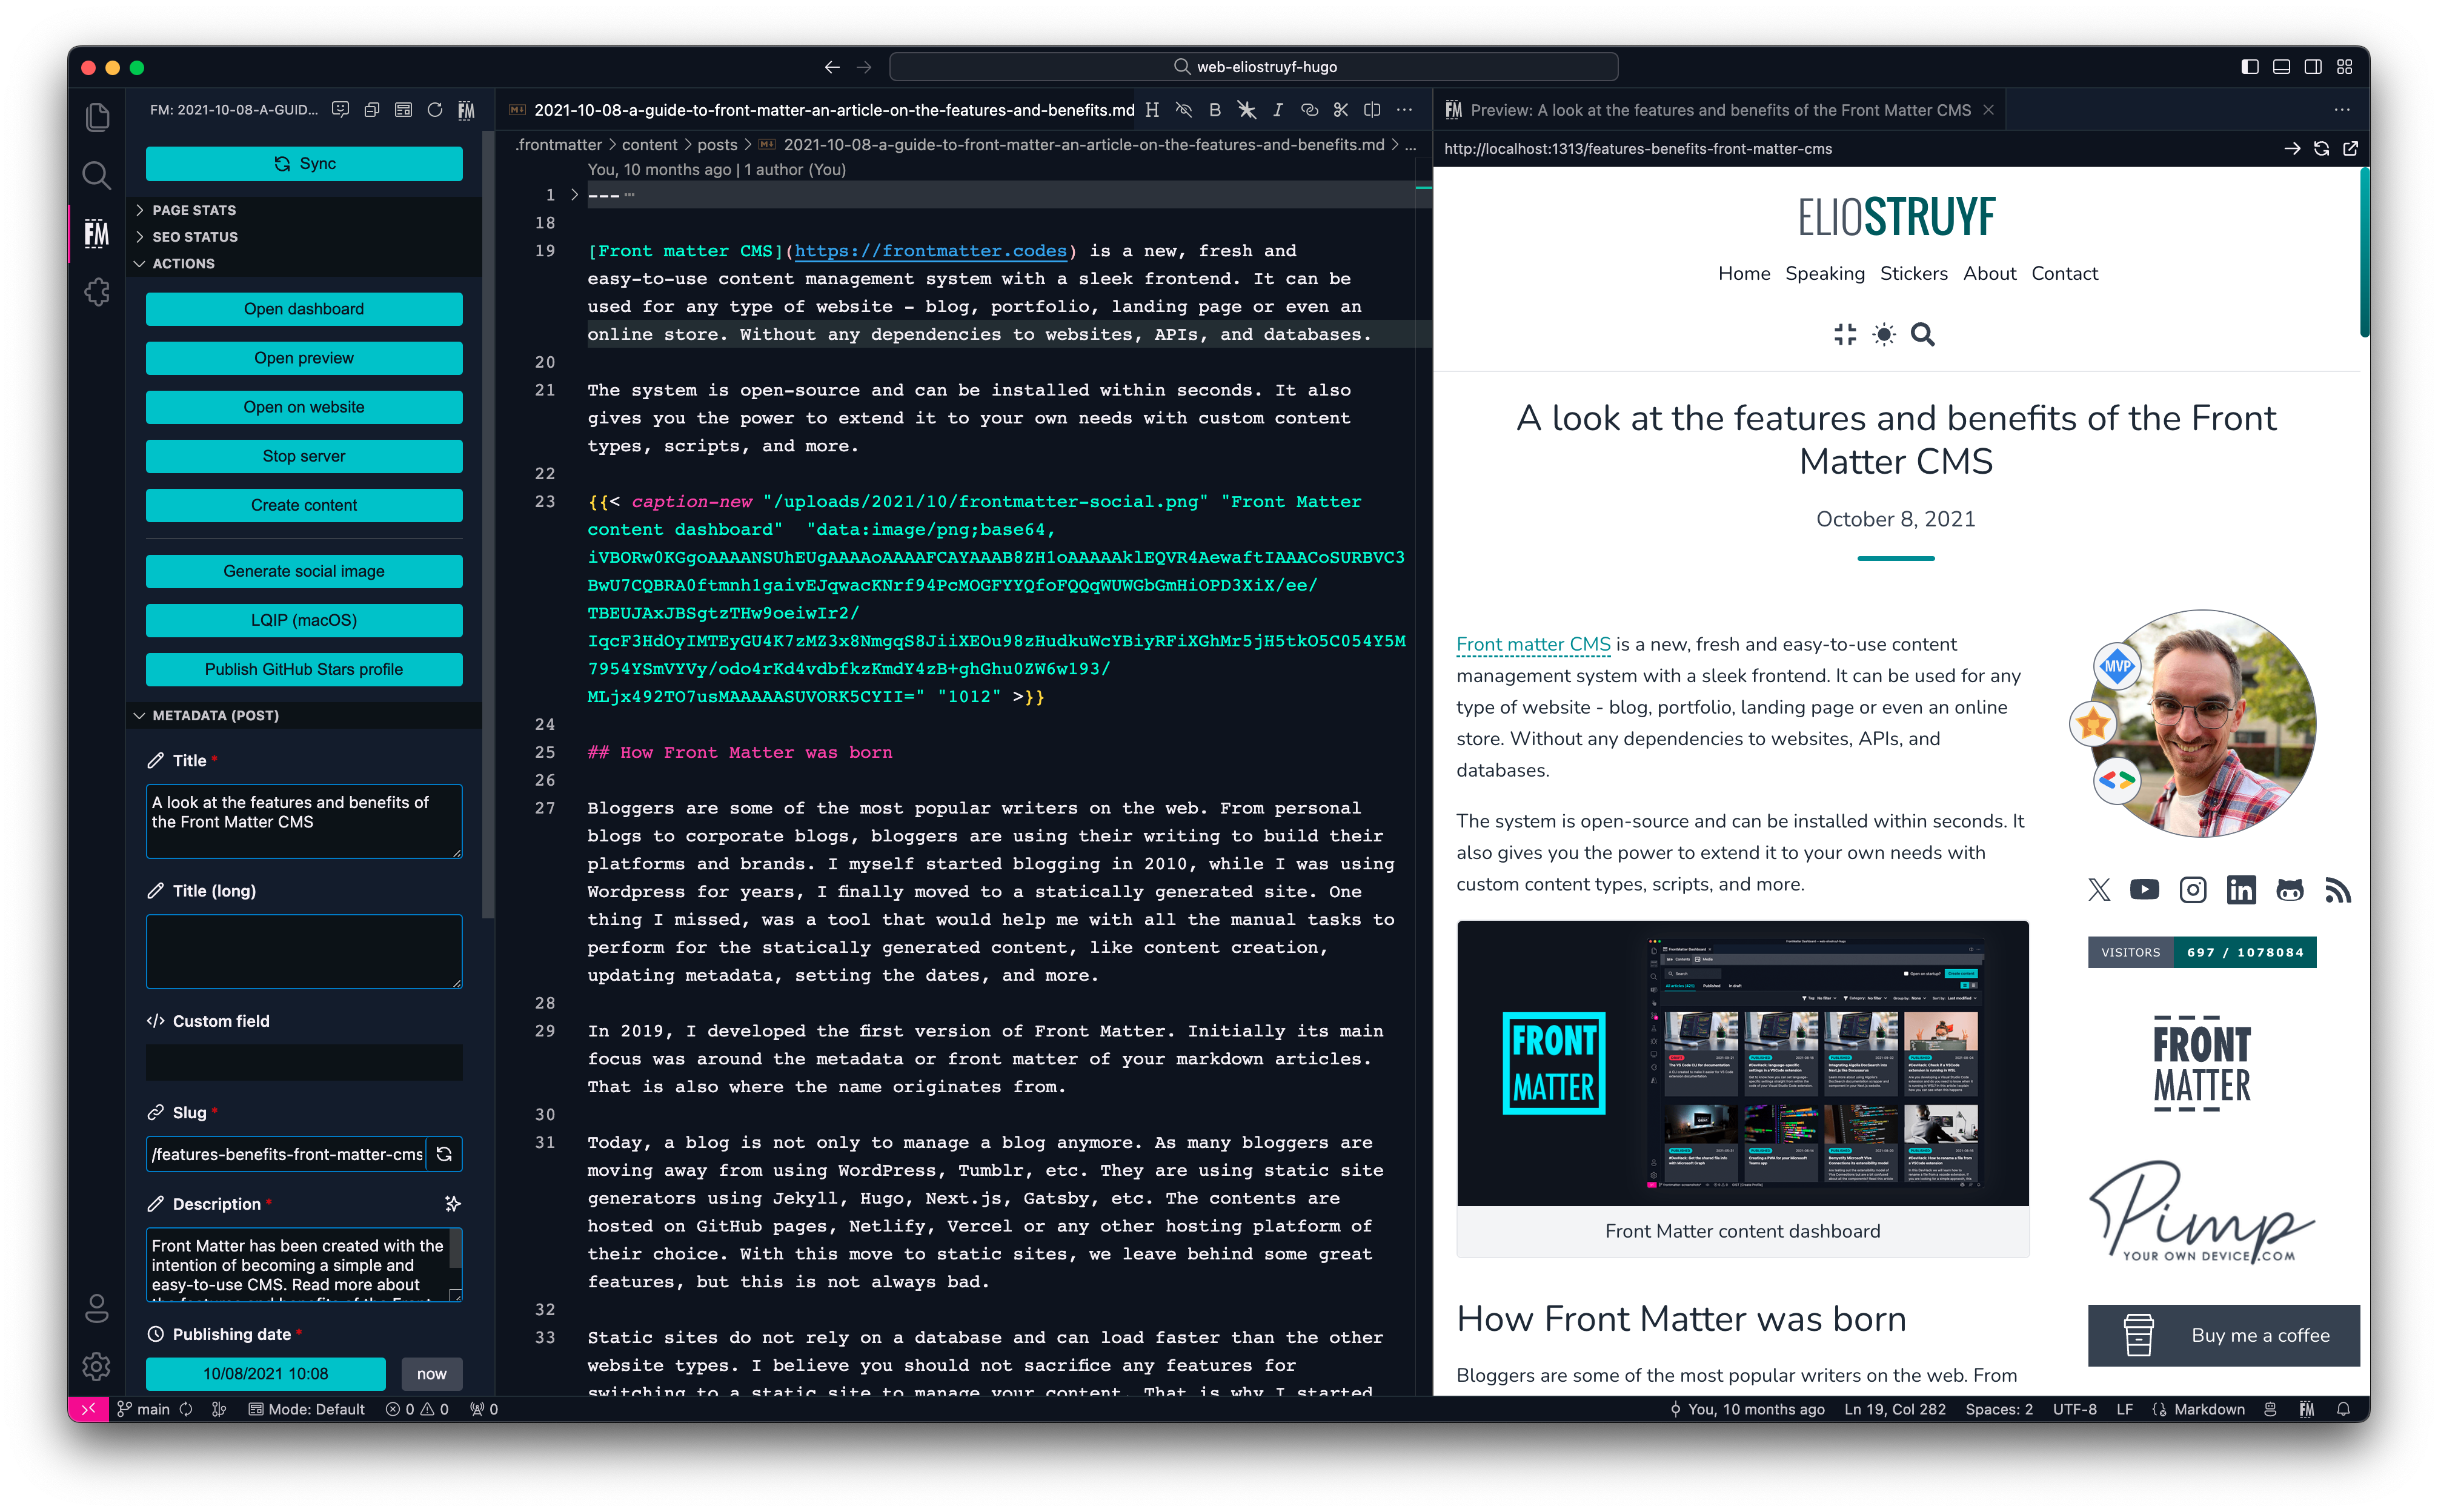 web-eliostruyf-hugo
FM: 2021-10-08-A-GUID...
Sync
PAGE STATS
SEO STATUS
ACTIONS
Open dashboard
Open preview
Open on website
Stop server
Create content
Generate social image
LQIP (macOS)
Publish GitHub Stars profile
METADATA (POST)
Title *
A look at the features and benefits of
the Front Matter CMS
Title (long)
Custom field
Slug *
/features-benefits-front-matter-cms
Description *
Front Matter has been created with the
intention of becoming a simple and
easy-to-use CMS. Read more about
the features and benefits of the Front
Publishing date *
10/08/2021 10:08
now
2021-10-08-a-guide-to-front-matter-an-article-on-the-features-and-benefits.md
.frontmatter > content > posts > 2021-10-08-a-guide-to-front-matter-an-article-on-the-features-and-benefits.md > ...
You, 10 months ago | 1 author (You)
1 --- ...
18
19 [Front matter CMS](https://frontmatter.codes) is a new, fresh and
easy-to-use content management system with a sleek frontend. It can be
used for any type of website - blog, portfolio, landing page or even an
online store. Without any dependencies to websites, APIs, and databases.
20
21 The system is open-source and can be installed within seconds. It also
gives you the power to extend it to your own needs with custom content
types, scripts, and more.
22
23 {{< caption-new "/uploads/2021/10/frontmatter-social.png" "Front Matter
content dashboard"  "data:image/png;base64,
iVBORw0KGgoAAAANSUhEUgAAAAoAAAAFCAYAAAB8ZH1oAAAAAklEQVR4AewaftIAAACoSURBVC3
BwU7CQBRA0ftmnh1gaivEJqwacKNrf94PcMOGFYYQfoFQQqWUWGbGmHiOPD3XiX/ee/
TBEUJAxJBSgtzTHw9oeiwIr2/
IqcF3HdOyIMTEyGU4K7zMZ3x8NmgqS8JiiXEOu98zHudkuWcYBiyRFiXGhMr5jH5tkO5C054Y5M
7954YSmVYVy/odo4rKd4vdbfkzKmdY4zB+ghGhu0ZW6w193/
MLjx492TO7usMAAAAASUVORK5CYII=" "1012" >}}
24
25 ## How Front Matter was born
26
27 Bloggers are some of the most popular writers on the web. From personal
blogs to corporate blogs, bloggers are using their writing to build their
platforms and brands. I myself started blogging in 2010, while I was using
Wordpress for years, I finally moved to a statically generated site. One
thing I missed, was a tool that would help me with all the manual tasks to
perform for the statically generated content, like content creation,
updating metadata, setting the dates, and more.
28
29 In 2019, I developed the first version of Front Matter. Initially its main
focus was around the metadata or front matter of your markdown articles.
That is also where the name originates from.
30
31 Today, a blog is not only to manage a blog anymore. As many bloggers are
moving away from using WordPress, Tumblr, etc. They are using static site
generators using Jekyll, Hugo, Next.js, Gatsby, etc. The contents are
hosted on GitHub pages, Netlify, Vercel or any other hosting platform of
their choice. With this move to static sites, we leave behind some great
features, but this is not always bad.
32
33 Static sites do not rely on a database and can load faster than the other
website types. I believe you should not sacrifice any features for
switching to a static site to manage your content. That is why I started
Preview: A look at the features and benefits of the Front Matter CMS
http://localhost:1313/features-benefits-front-matter-cms
ELIOSTRUYF
Home Speaking Stickers About Contact
A look at the features and benefits of the Front
Matter CMS
October 8, 2021
Front matter CMS is a new, fresh and easy-to-use content
management system with a sleek frontend. It can be used for any
type of website - blog, portfolio, landing page or even an online
store. Without any dependencies to websites, APIs, and
databases.
The system is open-source and can be installed within seconds. It
also gives you the power to extend it to your own needs with
custom content types, scripts, and more.
FRONT
MATTER
Front Matter content dashboard
How Front Matter was born
Bloggers are some of the most popular writers on the web. From
MVP
VISITORS 697 / 1078084
FRONT
MATTER
Pimp
YOUR OWN DEVICE.COM
Buy me a coffee
main
Mode: Default
0 0
0
You, 10 months ago
Ln 19, Col 282
Spaces: 2
UTF-8
LF
Markdown